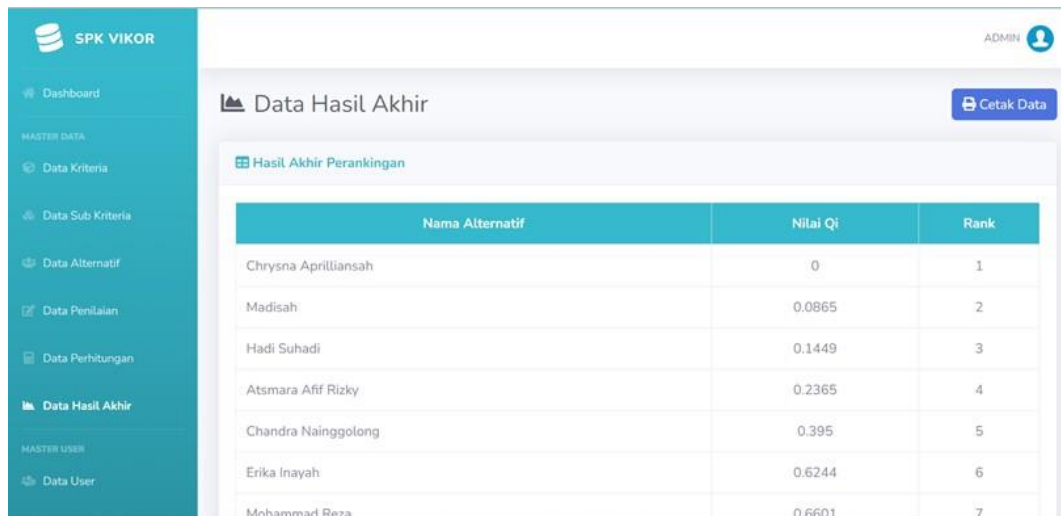 SPK VIKOR
ADMIN
Dashboard
MASTER DATA
Data Kriteria
Data Sub Kriteria
Data Alternatif
Data Penilaian
Data Perhitungan
Data Hasil Akhir
MASTER USER
Data User
Data Hasil Akhir
Cetak Data
Hasil Akhir Perankingan
Nama Alternatif Nilai Qi Rank
Chrysna Aprilliansah 0 1
Madisah 0.0865 2
Hadi Suhadi 0.1449 3
Atsmara Afif Rizky 0.2365 4
Chandra Nainggolong 0.395 5
Erika Inayah 0.6244 6
Mohammad Reza 0.6601 7